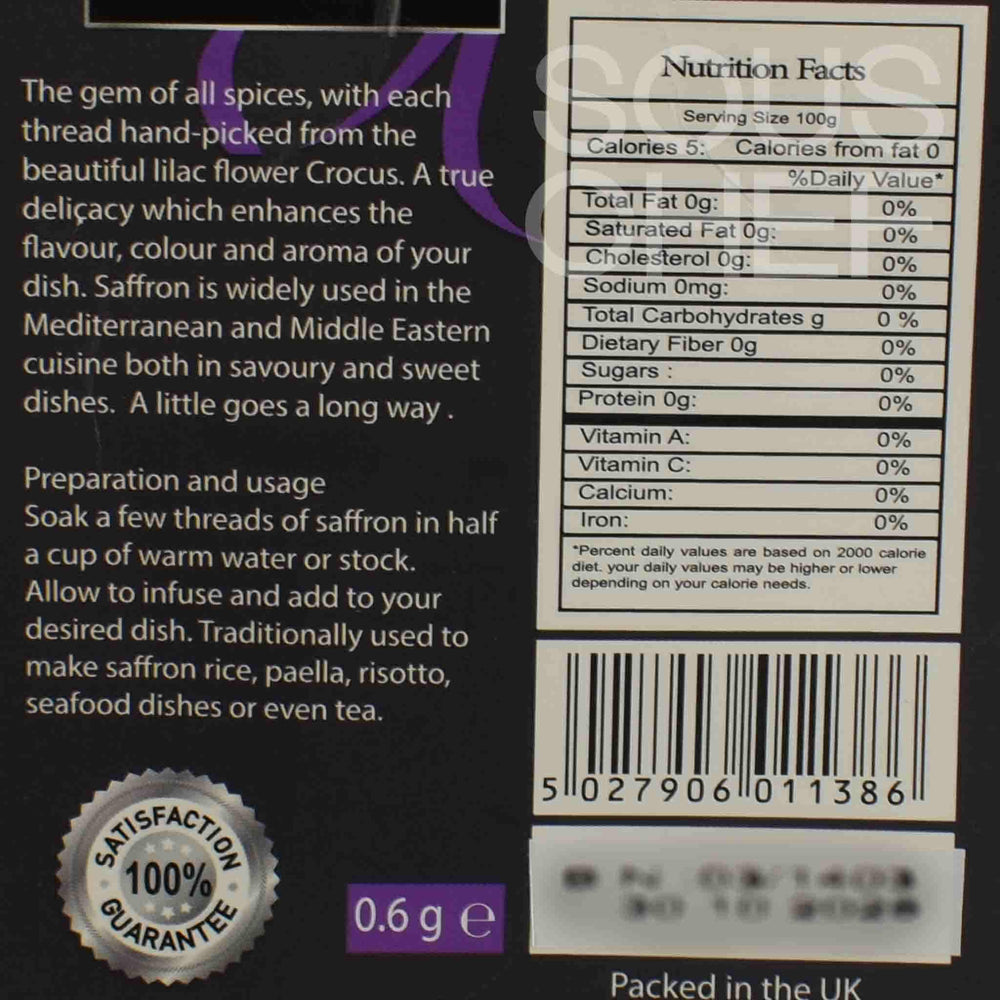 The gem of all spices, with each
thread hand-picked from the
beautiful lilac flower Crocus. A true
deliçacy which enhances the
flavour, colour and aroma of your
dish. Saffron is widely used in the
Mediterranean and Middle Eastern
cuisine both in savoury and sweet
dishes. A little goes a long way .
Preparation and usage
Soak a few threads of saffron in half
a cup of warm water or stock.
Allow to infuse and add to your
desired dish. Traditionally used to
make saffron rice, paella, risotto,
seafood dishes or even tea.
SATISFACTION
100%
GUARANTEE
0.6 g e
SOUS
CHEF
Nutrition Facts
Serving Size 100g
Calories 5: Calories from fat 0
%Daily Value*
Total Fat 0g: 0%
Saturated Fat 0g: 0%
Cholesterol 0g: 0%
Sodium 0mg: 0%
Total Carbohydrates g 0 %
Dietary Fiber 0g 0%
Sugars : 0%
Protein 0g: 0%
Vitamin A: 0%
Vitamin C: 0%
Calcium: 0%
Iron: 0%
*Percent daily values are based on 2000 calorie
diet. your daily values may be higher or lower
depending on your calorie needs.
5 027906 011386
Packed in the UK